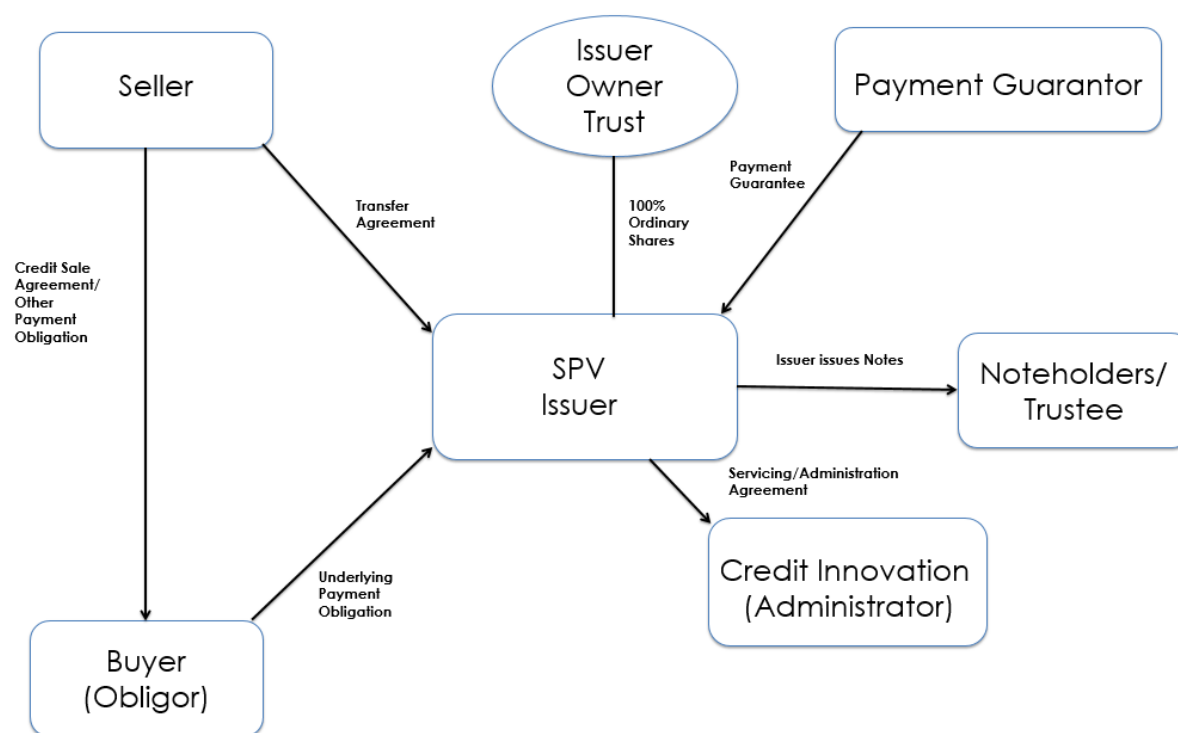 Seller
Issuer
Owner
Trust
Payment Guarantor
Payment
Guarantee
Transfer
Agreement
100%
Ordinary
Shares
Credit Sale
Agreement/
Other
Payment
Obligation
SPV
Issuer
Issuer issues Notes
Noteholders/
Trustee
Servicing/Administration
Agreement
Credit Innovation
(Administrator)
Underlying
Payment
Obligation
Buyer
(Obligor)